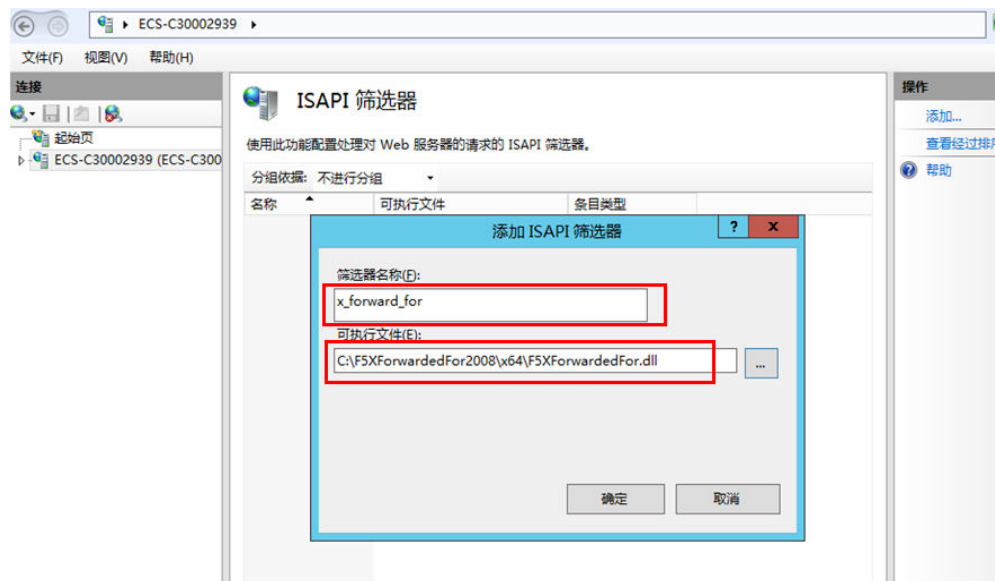 ECS-C30002939
文件(F) 视图(V) 帮助(H)
连接
起始页
ECS-C30002939 (ECS-C300
ISAPI 筛选器
使用此功能配置处理对 Web 服务器的请求的 ISAPI 筛选器。
分组依据: 不进行分组
名称 可执行文件 条目类型
添加 ISAPI 筛选器
? x
筛选器名称(F):
x_forward_for
可执行文件(E):
C:\F5XForwardedFor2008\x64\F5XForwardedFor.dll
...
确定 取消
操作
添加...
查看经过排序
帮助